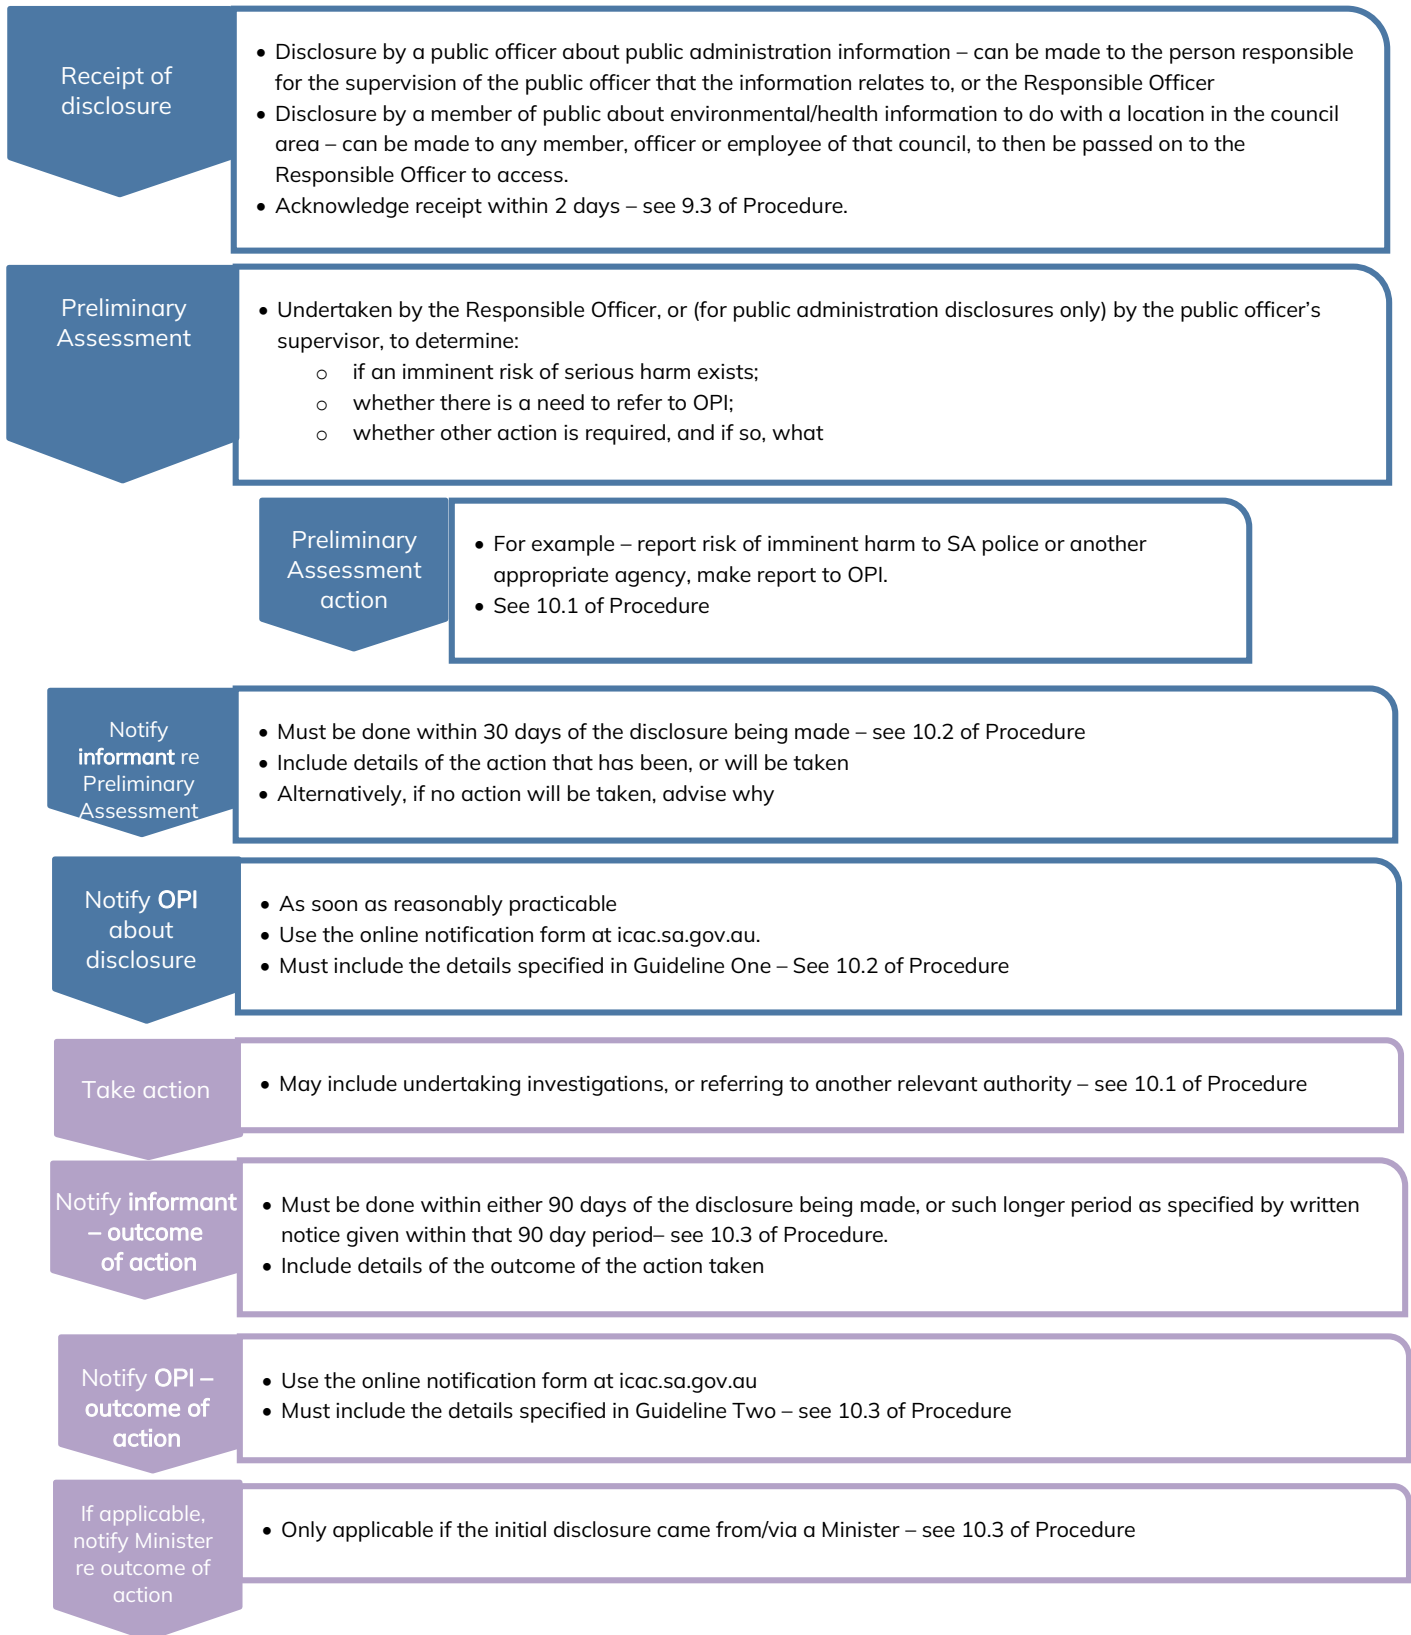 Receipt of
disclosure
• Disclosure by a public officer about public administration information – can be made to the person responsible
for the supervision of the public officer that the information relates to, or the Responsible Officer
• Disclosure by a member of public about environmental/health information to do with a location in the council
area – can be made to any member, officer or employee of that council, to then be passed on to the
Responsible Officer to access.
• Acknowledge receipt within 2 days – see 9.3 of Procedure.
Preliminary
Assessment
• Undertaken by the Responsible Officer, or (for public administration disclosures only) by the public officer’s
supervisor, to determine:
o if an imminent risk of serious harm exists;
o whether there is a need to refer to OPI;
o whether other action is required, and if so, what
Preliminary
Assessment
action
• For example – report risk of imminent harm to SA police or another
appropriate agency, make report to OPI.
• See 10.1 of Procedure
Notify
informant re
Preliminary
Assessment
• Must be done within 30 days of the disclosure being made – see 10.2 of Procedure
• Include details of the action that has been, or will be taken
• Alternatively, if no action will be taken, advise why
Notify OPI
about
disclosure
• As soon as reasonably practicable
• Use the online notification form at icac.sa.gov.au.
• Must include the details specified in Guideline One – See 10.2 of Procedure
Take action
• May include undertaking investigations, or referring to another relevant authority – see 10.1 of Procedure
Notify informant
– outcome
of action
• Must be done within either 90 days of the disclosure being made, or such longer period as specified by written
notice given within that 90 day period– see 10.3 of Procedure.
• Include details of the outcome of the action taken
Notify OPI –
outcome of
action
• Use the online notification form at icac.sa.gov.au
• Must include the details specified in Guideline Two – see 10.3 of Procedure
If applicable,
notify Minister
re outcome of
action
• Only applicable if the initial disclosure came from/via a Minister – see 10.3 of Procedure